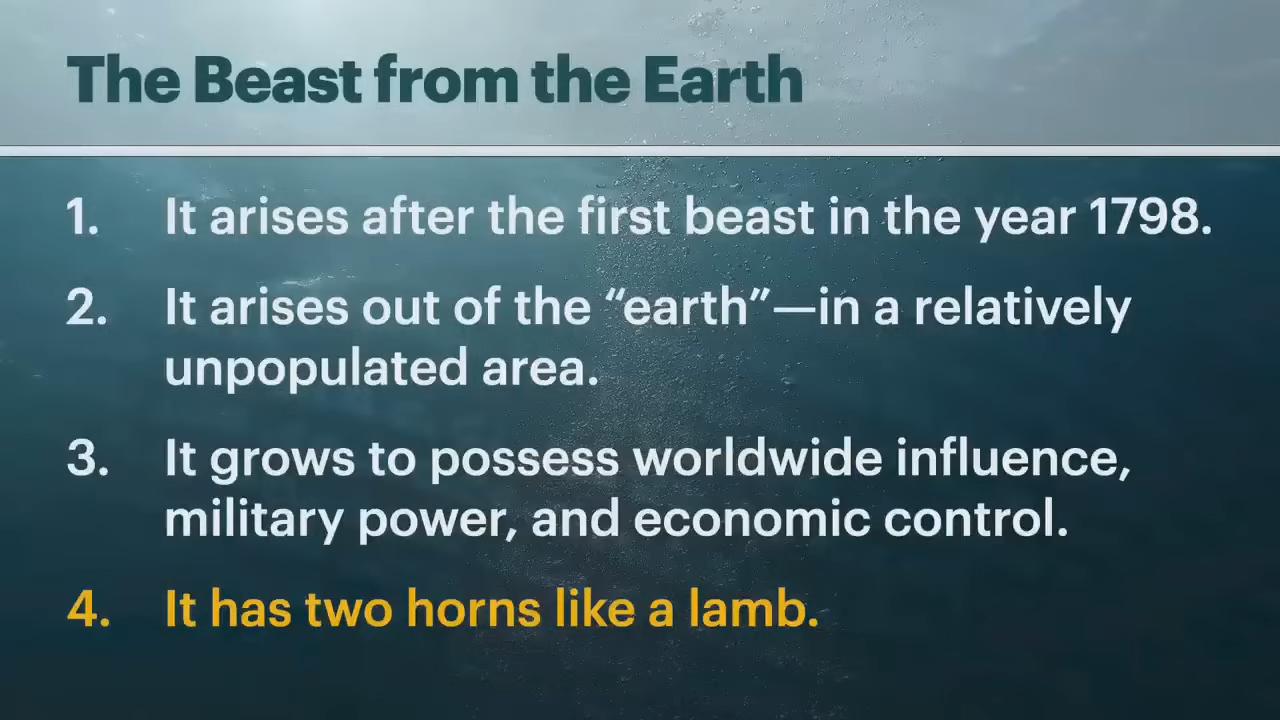 The Beast from the Earth
1. It arises after the first beast in the year 1798.
2. It arises out of the “earth”—in a relatively
unpopulated area.
3. It grows to possess worldwide influence,
military power, and economic control.
4. It has two horns like a lamb.